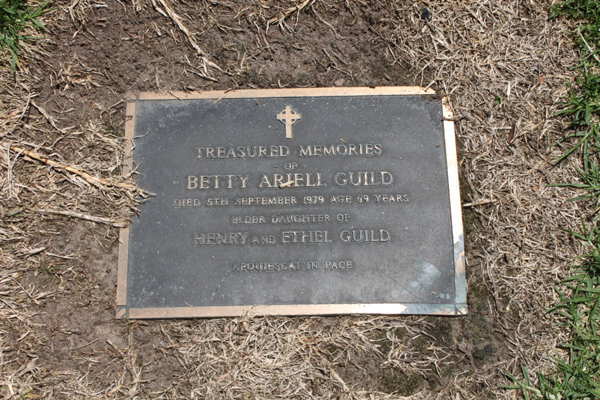 TREASURED MEMORIES
- OF -
BETTY ARIELL GUILD
DIED 5TH SEPTEMBER 1979 AGE 69 YEARS
ELDER DAUGHTER OF
HENRY AND ETHEL GUILD
REQUIESCAT IN PACE